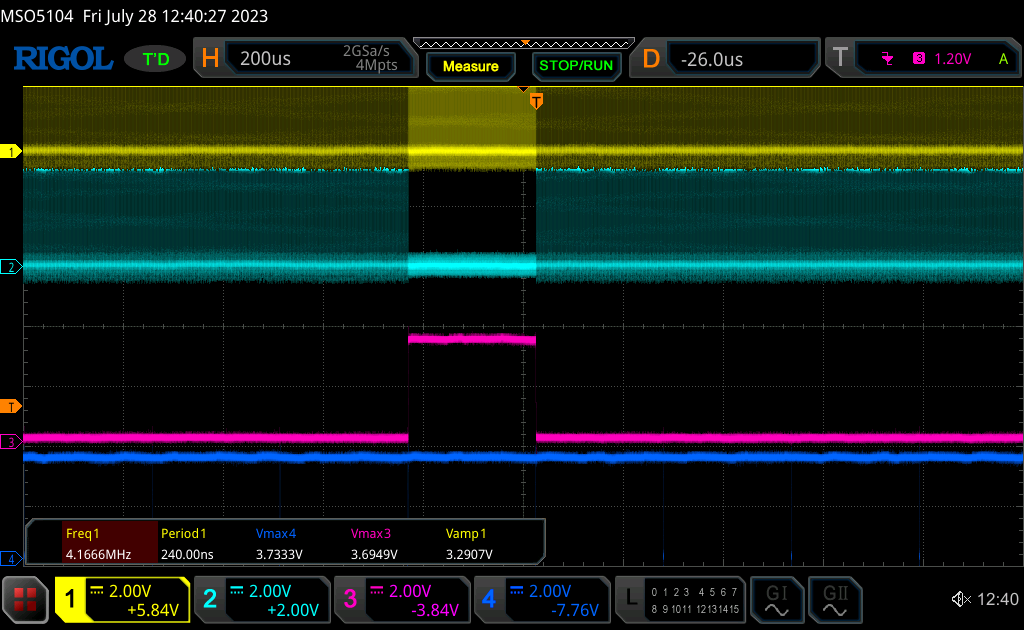 MSO5104 Fri July 28 12:40:27 2023
RIGOL T'D H 200us 2GSa/s 4Mpts Measure STOP/RUN D -26.0us T 3 1.20V A
T
1
2
T
3
4
Freq1 Period1 Vmax4 Vmax3 Vamp1
4.1666MHz 240.00ns 3.7333V 3.6949V 3.2907V
1 2.00V +5.84V
2 2.00V +2.00V
3 2.00V -3.84V
4 2.00V -7.76V
L 0 1 2 3 4 5 6 7
8 9 10 11 12 13 14 15
GI GII
12:40